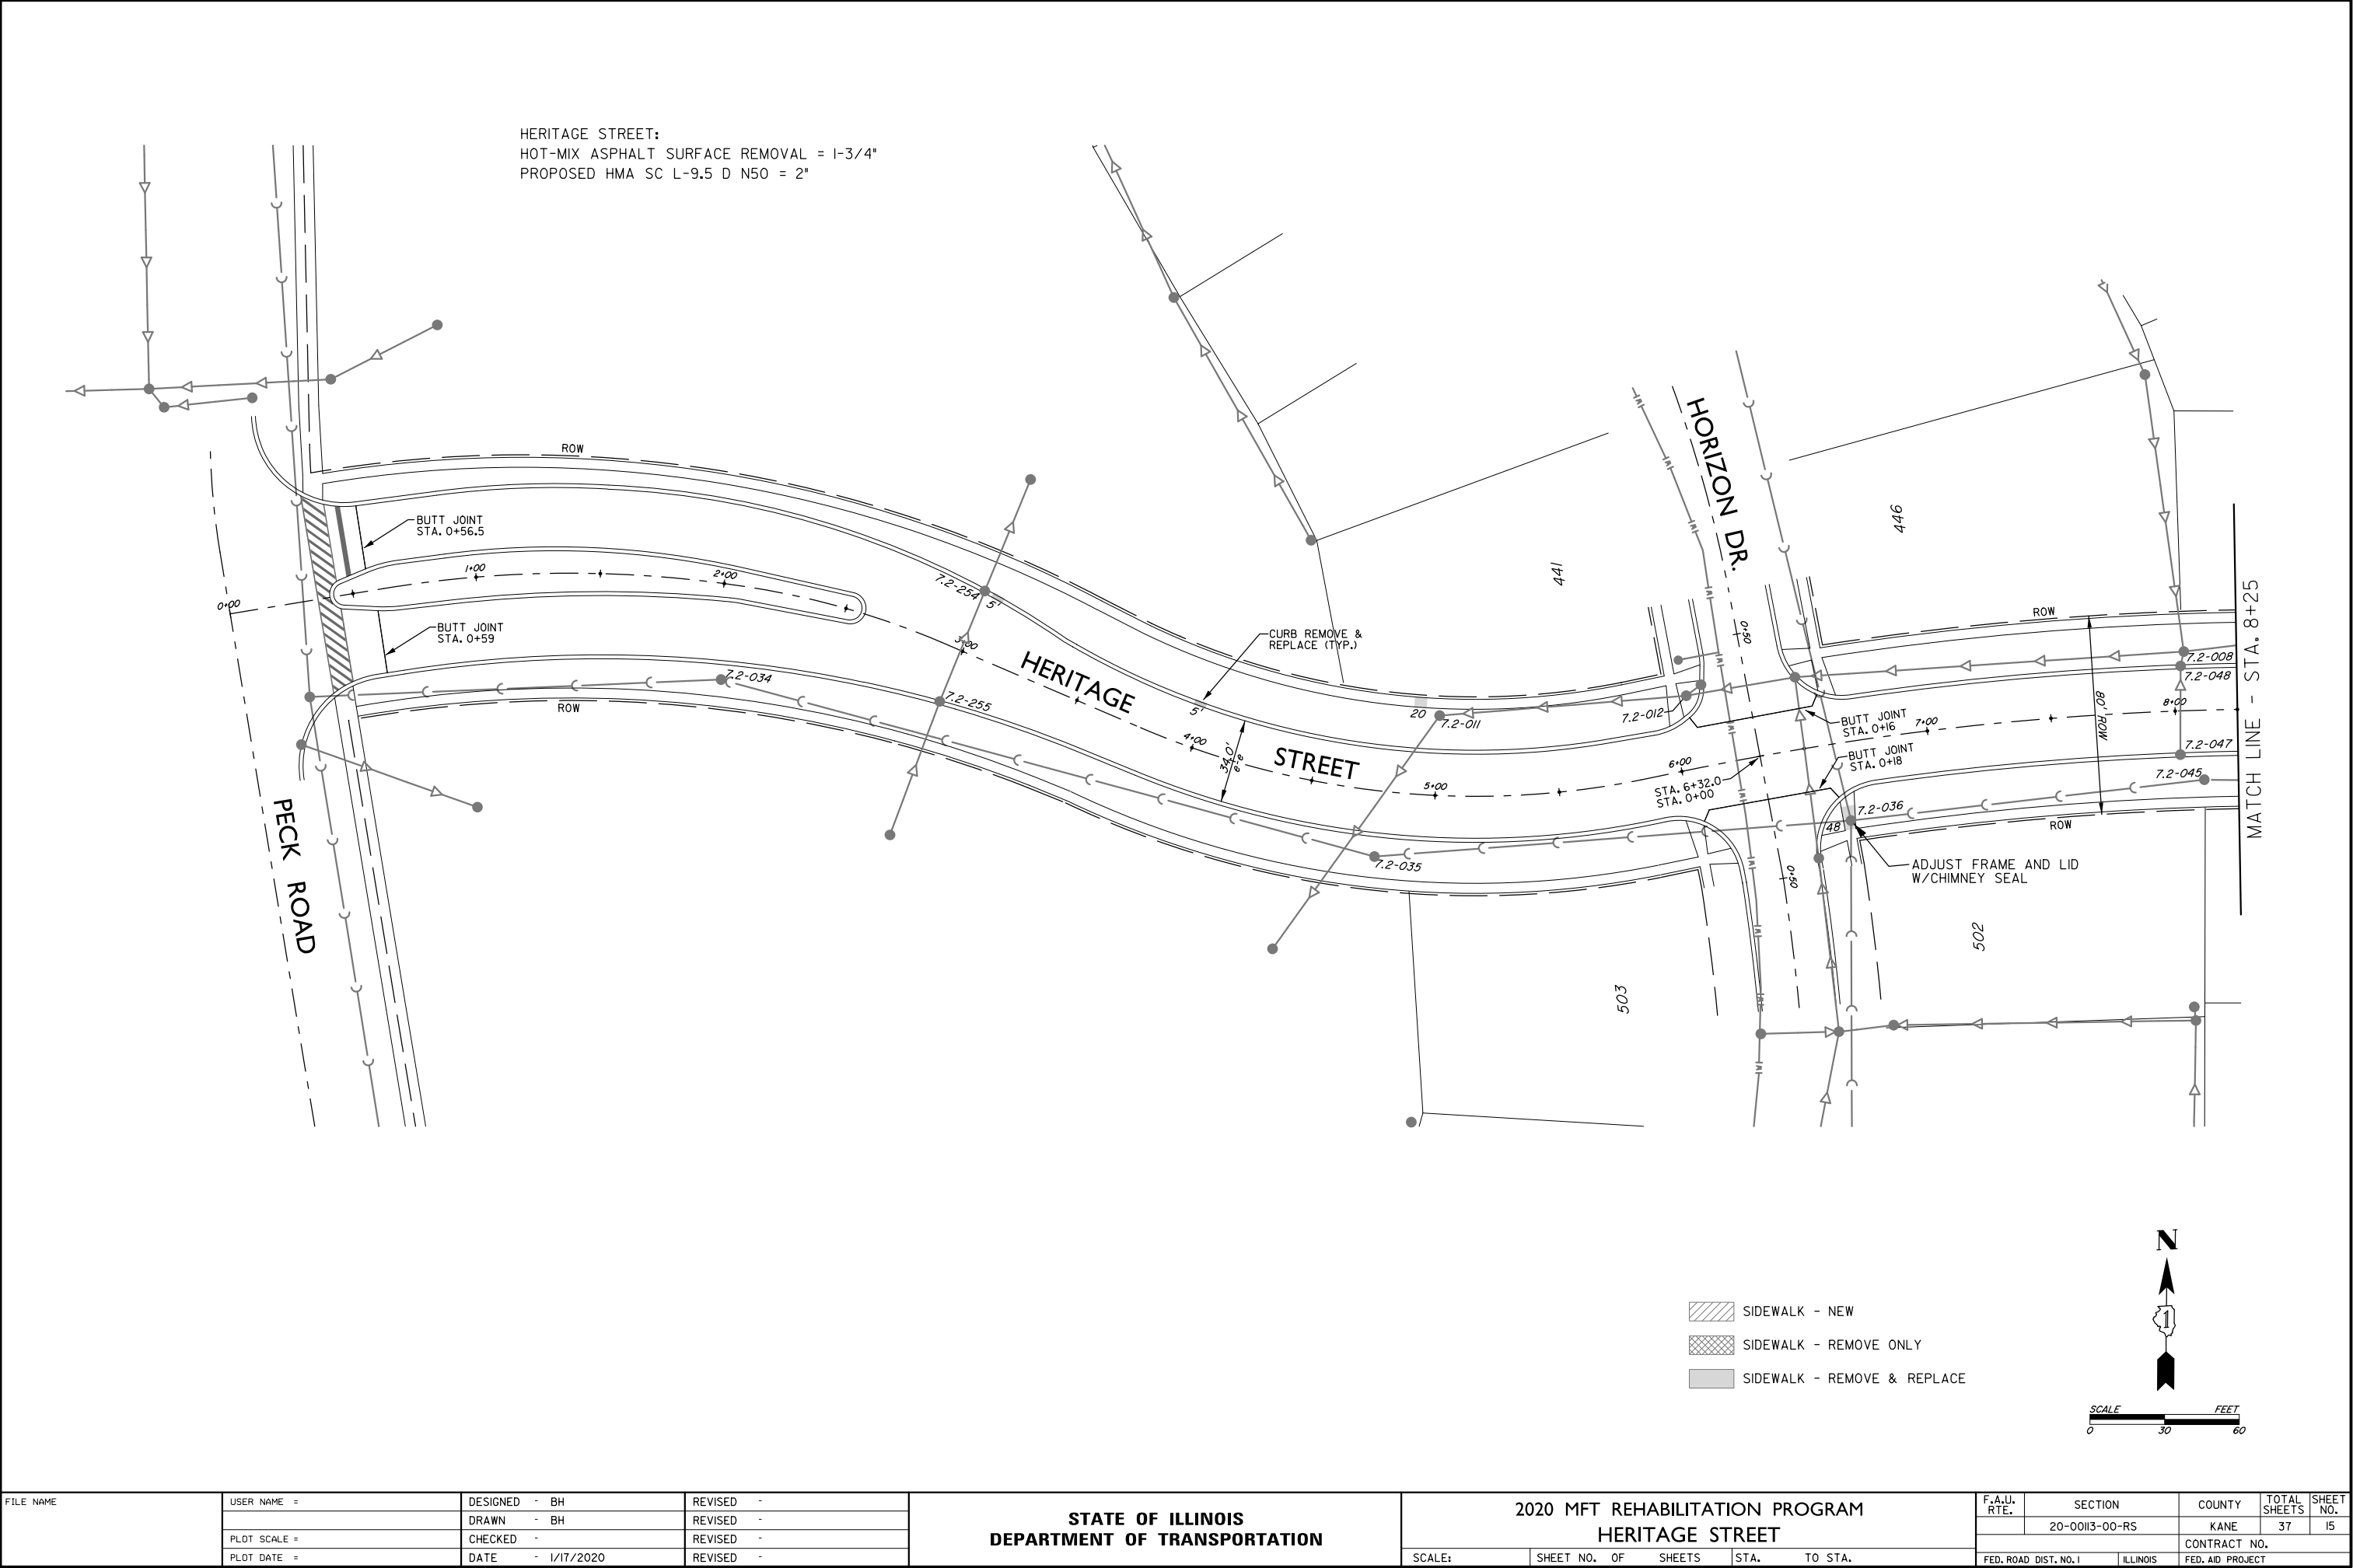 HERITAGE STREET:
HOT-MIX ASPHALT SURFACE REMOVAL = 1-3/4"
PROPOSED HMA SC L-9.5 D N50 = 2"
ROW
BUTT JOINT
STA. 0+56.5
0+00
1+00
2+00
BUTT JOINT
STA. 0+59
ROW
7.2-034
7.2-254
5'
3+00
7.2-255
HERITAGE
CURB REMOVE &
REPLACE (TYP.)
5'
4+00
34.0'
e-e
STREET
5+00
20
7.2-011
7.2-012
7.2-035
441
HORIZON DR.
446
0+50
6+00
STA. 6+32.0
STA. 0+00
BUTT JOINT
STA. 0+16
7+00
BUTT JOINT
STA. 0+18
ROW
80' ROW
8+00
7.2-008
7.2-048
7.2-047
7.2-045
7.2-036
48
ROW
0+50
ADJUST FRAME AND LID
W/CHIMNEY SEAL
MATCH LINE - STA. 8+25
PECK ROAD
503
502
N
1
SIDEWALK - NEW
SIDEWALK - REMOVE ONLY
SIDEWALK - REMOVE & REPLACE
SCALE FEET
0 30 60
FILE NAME
USER NAME =
PLOT SCALE =
PLOT DATE =
DESIGNED - BH
DRAWN - BH
CHECKED -
DATE - 1/17/2020
REVISED -
REVISED -
REVISED -
REVISED -
STATE OF ILLINOIS
DEPARTMENT OF TRANSPORTATION
2020 MFT REHABILITATION PROGRAM
HERITAGE STREET
SCALE: SHEET NO. OF SHEETS STA. TO STA.
F.A.U. RTE. SECTION COUNTY TOTAL SHEETS SHEET NO.
20-00113-00-RS KANE 37 15
CONTRACT NO.
FED. ROAD DIST. NO. 1 ILLINOIS FED. AID PROJECT